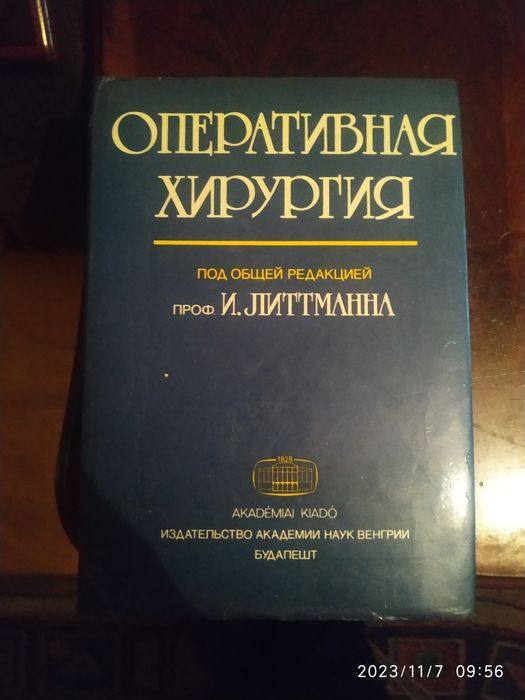 ОПЕРАТИВНАЯ
ХИРУРГИЯ
ПОД ОБЩЕЙ РЕДАКЦИЕЙ
ПРОФ. И. ЛИТТМАННА
1828
AKADÉMIAI KIADÓ
ИЗДАТЕЛЬСТВО АКАДЕМИИ НАУК ВЕНГРИИ
БУДАПЕШТ
2023/11/7 09:56